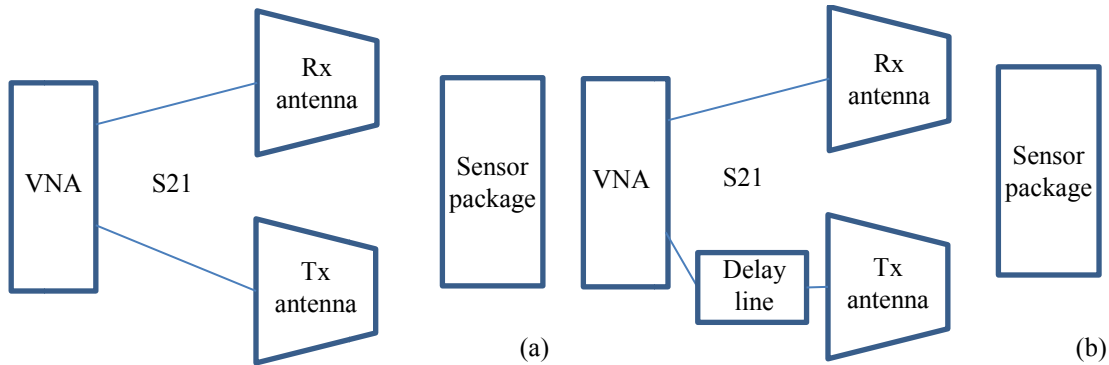 Rx
antenna
VNA
S21
Sensor
package
Tx
antenna
(a)
Rx
antenna
VNA
S21
Sensor
package
Delay
line
Tx
antenna
(b)